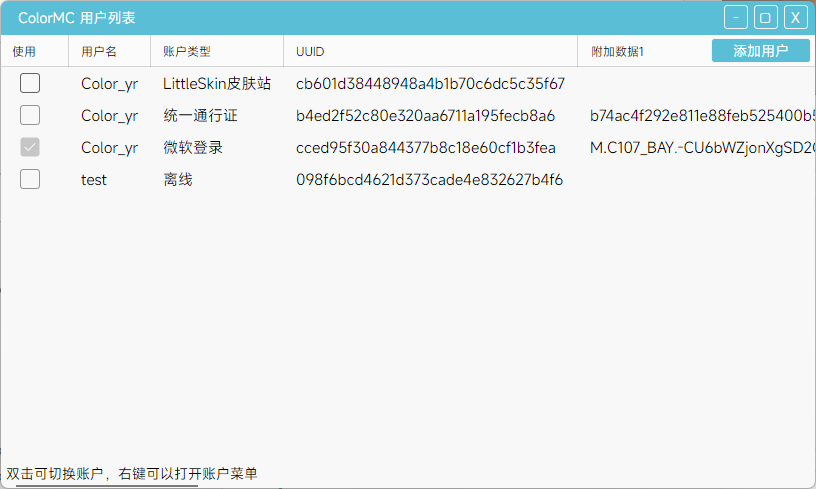 ColorMC 用户列表
使用 用户名 账户类型 UUID 附加数据1 添加用户
Color_yr LittleSkin皮肤站 cb601d38448948a4b1b70c6dc5c35f67
Color_yr 统一通行证 b4ed2f52c80e320aa6711a195fecb8a6 b74ac4f292e811e88feb525400b5
Color_yr 微软登录 cced95f30a844377b8c18e60cf1b3fea M.C107_BAY.-CU6bWZjonXgSD2
test 离线 098f6bcd4621d373cade4e832627b4f6
双击可切换账户，右键可以打开账户菜单